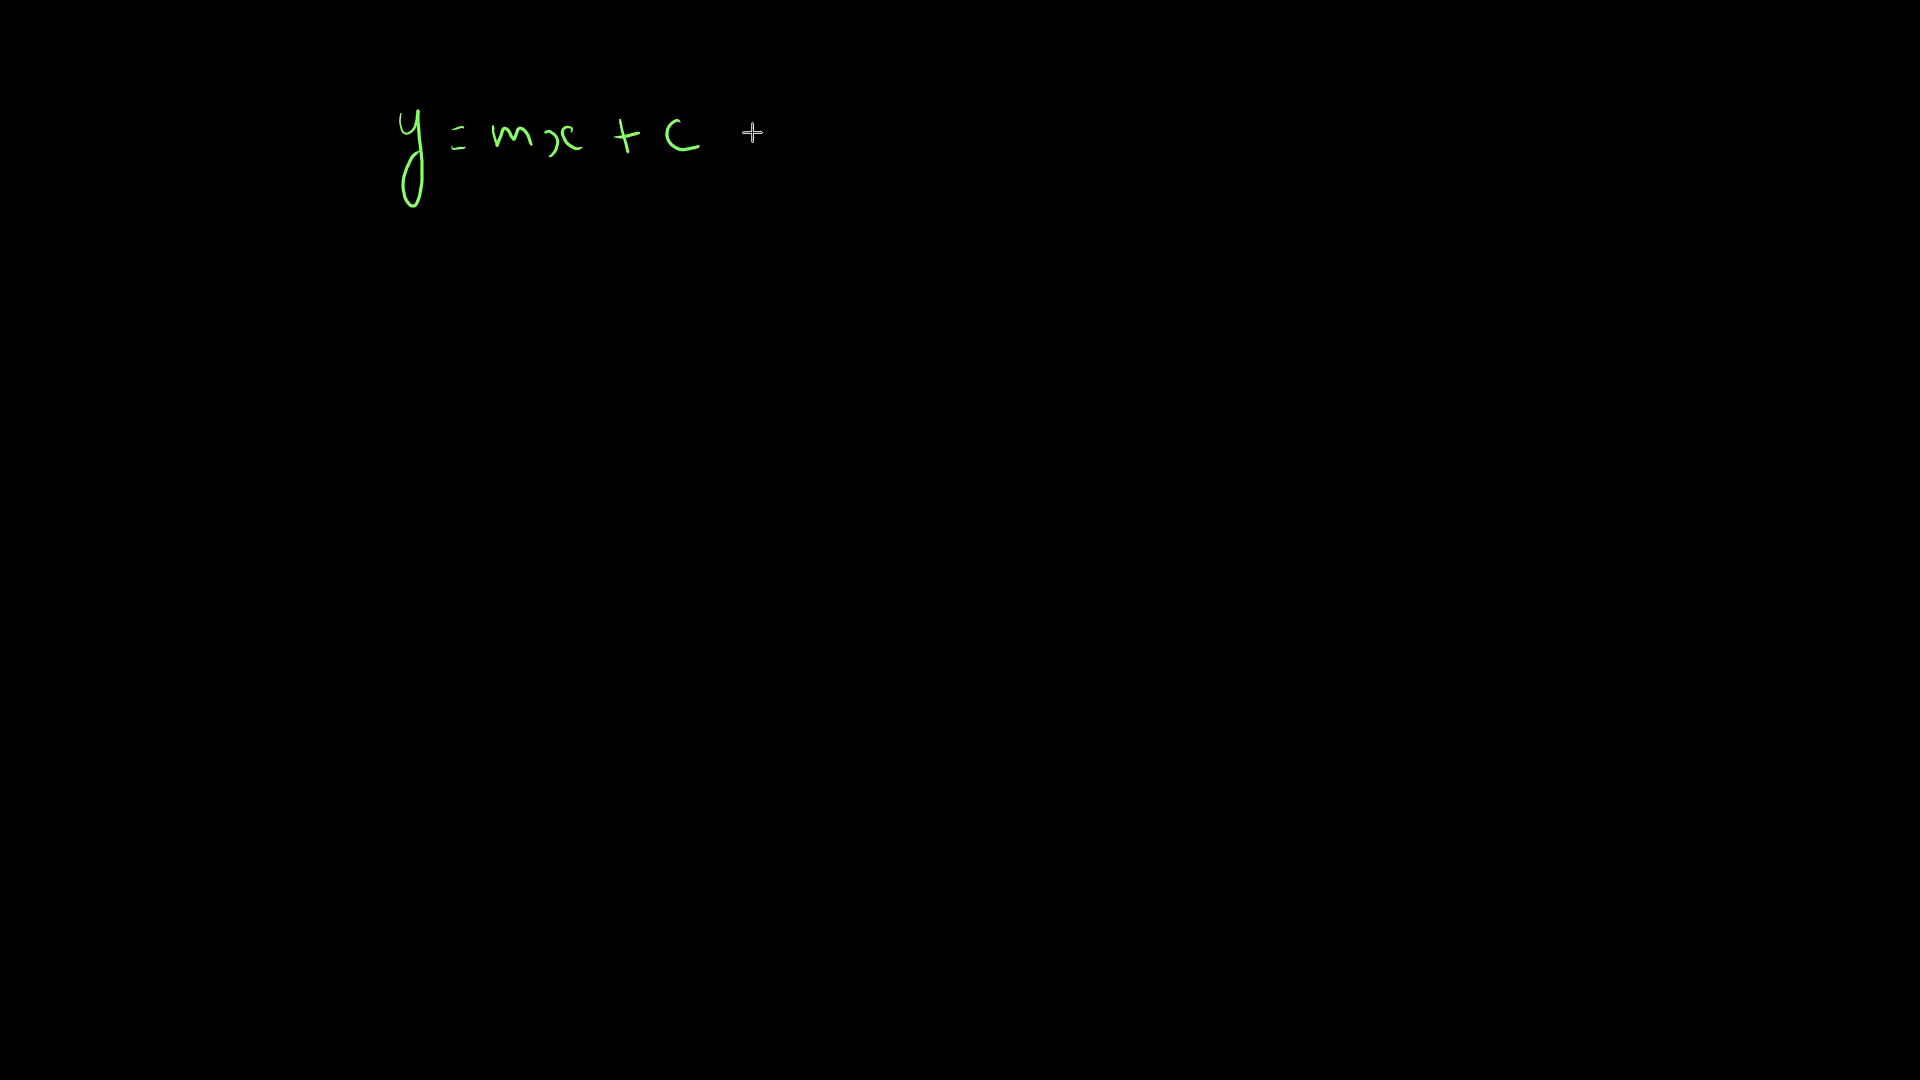 y = mx + c